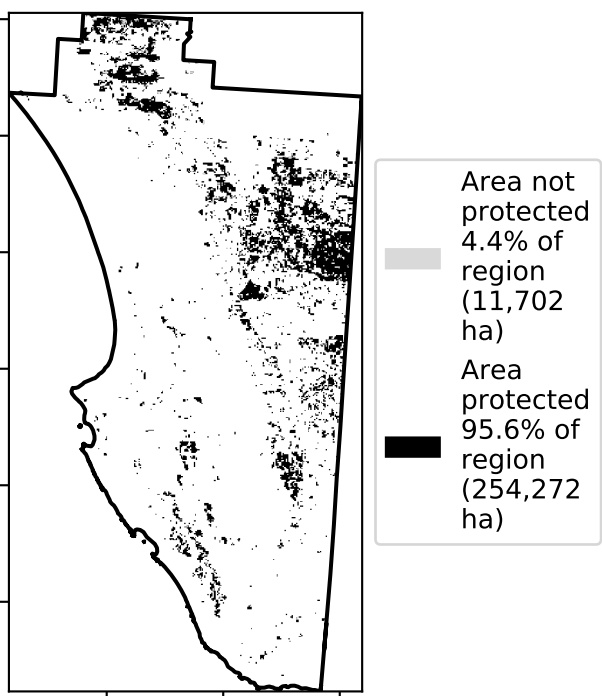 Area not
protected
4.4% of
region
(11,702
ha)
Area
protected
95.6% of
region
(254,272
ha)